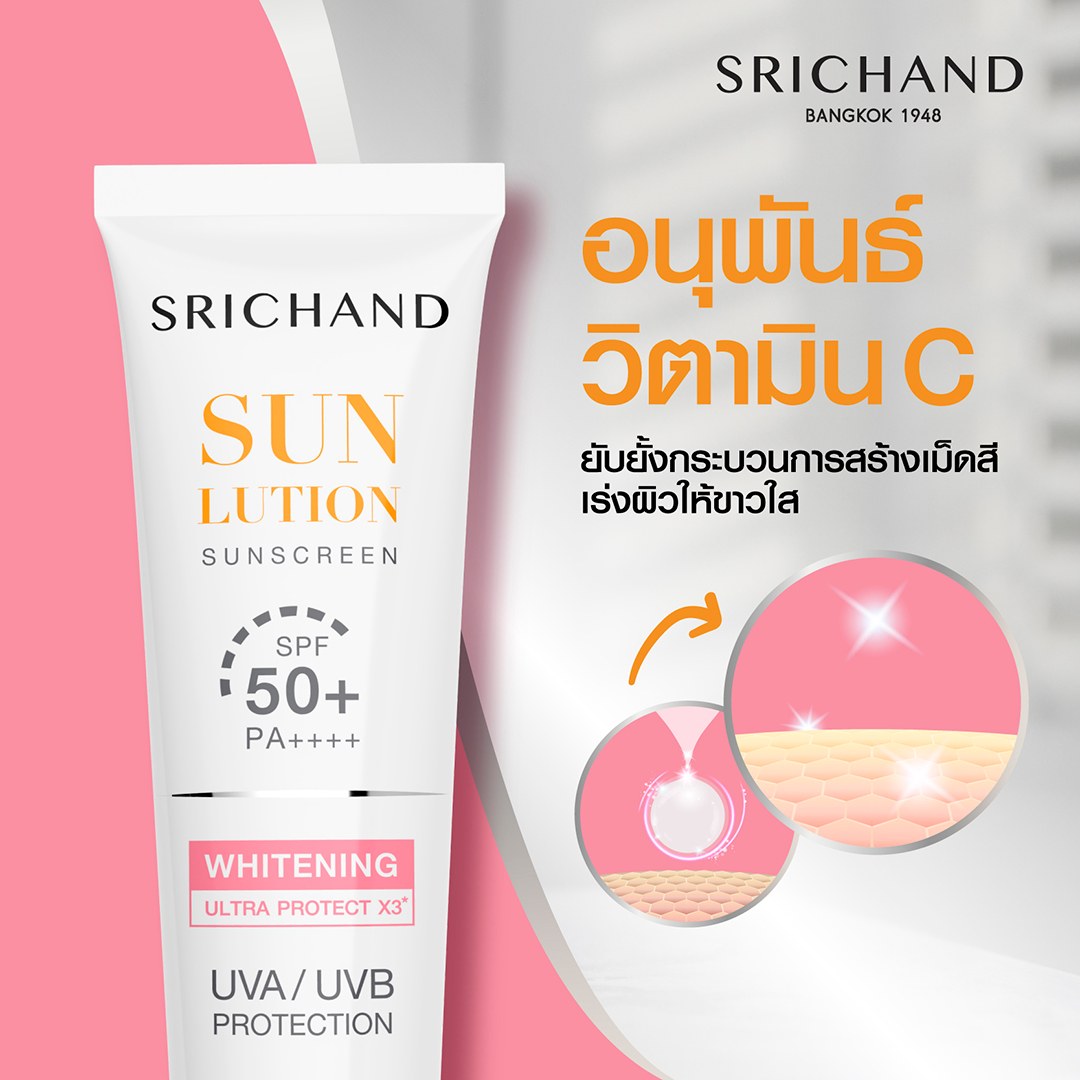 SRICHAND
BANGKOK 1948
อนุพันธ์
วิตามิน C
ยับยั้งกระบวนการสร้างเม็ดสี
เร่งผิวให้ขาวใส
SRICHAND
SUN
LUTION
SUNSCREEN
SPF
50+
PA++++
WHITENING
ULTRA PROTECT X3*
UVA / UVB
PROTECTION